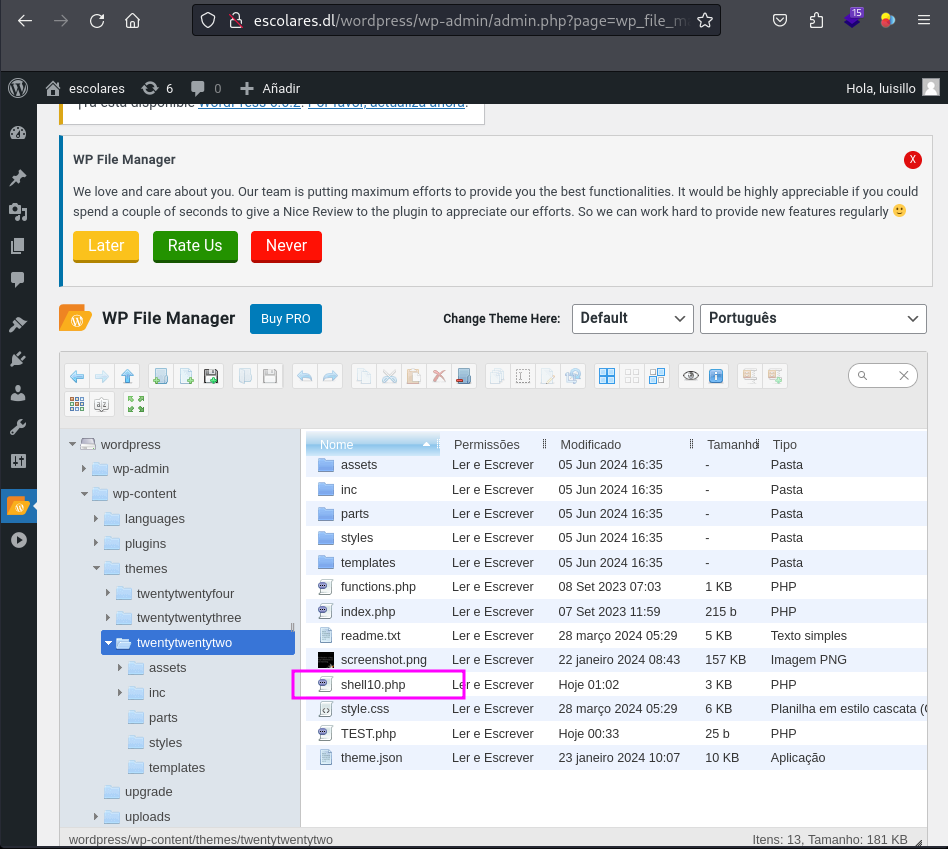 escolares.dl/wordpress/wp-admin/admin.php?page=wp_file_m
15
escolares 6 0 Añadir Hola, luisillo
¡Ya está disponible WordPress 6.6.2! Por favor, actualiza ahora.
WP File Manager X
We love and care about you. Our team is putting maximum efforts to provide you the best functionalities. It would be highly appreciable if you could
spend a couple of seconds to give a Nice Review to the plugin to appreciate our efforts. So we can work hard to provide new features regularly
Later Rate Us Never
WP File Manager Buy PRO Change Theme Here: Default Português
wordpress
wp-admin
wp-content
languages
plugins
themes
twentytwentyfour
twentytwentythree
twentytwentytwo
assets
inc
parts
styles
templates
upgrade
uploads
Nome Permissões Modificado Tamanho Tipo
assets Ler e Escrever 05 Jun 2024 16:35 - Pasta
inc Ler e Escrever 05 Jun 2024 16:35 - Pasta
parts Ler e Escrever 05 Jun 2024 16:35 - Pasta
styles Ler e Escrever 05 Jun 2024 16:35 - Pasta
templates Ler e Escrever 05 Jun 2024 16:35 - Pasta
functions.php Ler e Escrever 08 Set 2023 07:03 1 KB PHP
index.php Ler e Escrever 07 Set 2023 11:59 215 b PHP
readme.txt Ler e Escrever 28 março 2024 05:29 5 KB Texto simples
screenshot.png Ler e Escrever 22 janeiro 2024 08:43 157 KB Imagem PNG
shell10.php Ler e Escrever Hoje 01:02 3 KB PHP
style.css Ler e Escrever 28 março 2024 05:29 6 KB Planilha em estilo cascata (
TEST.php Ler e Escrever Hoje 00:33 25 b PHP
theme.json Ler e Escrever 23 janeiro 2024 10:07 10 KB Aplicação
wordpress/wp-content/themes/twentytwentytwo Itens: 13, Tamanho: 181 KB